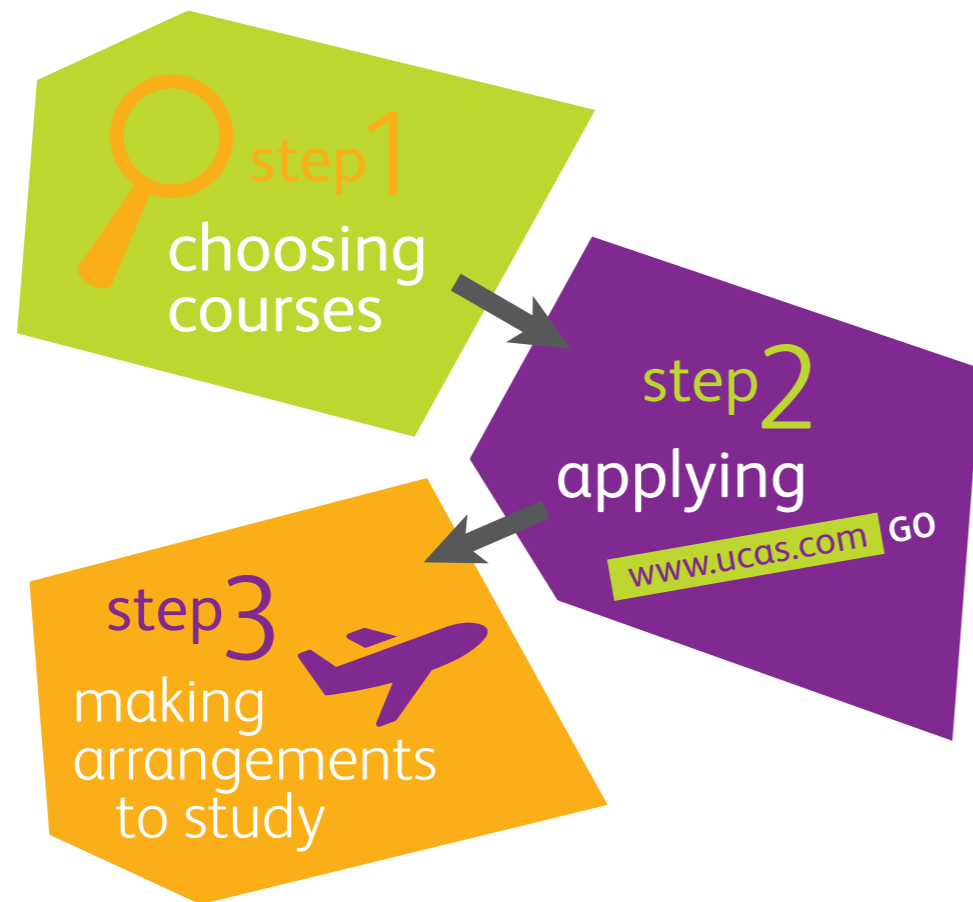 step1
choosing
courses
step2
applying
www.ucas.com GO
step3
making
arrangements
to study